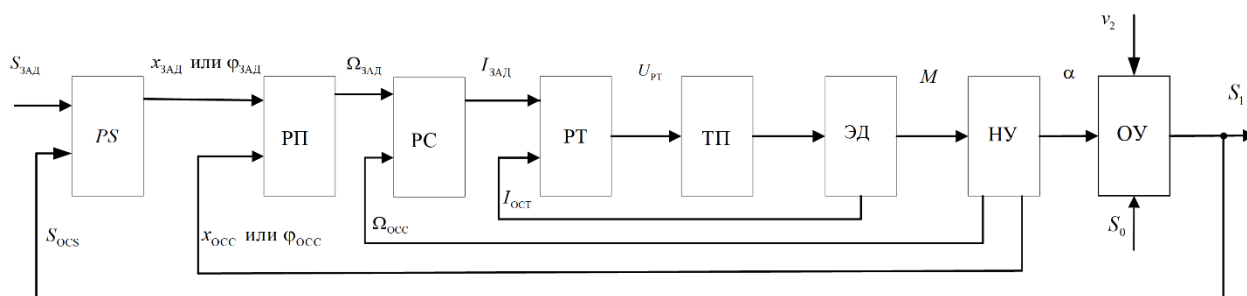 v₂
S_ЗАД
x_ЗАД или φ_ЗАД
Ω_ЗАД
I_ЗАД
U_РТ
M
α
S₁
PS
РП
РС
РТ
ТП
ЭД
НУ
ОУ
I_ОСТ
Ω_ОСС
S_OCS
x_ОСС или φ_ОСС
S₀